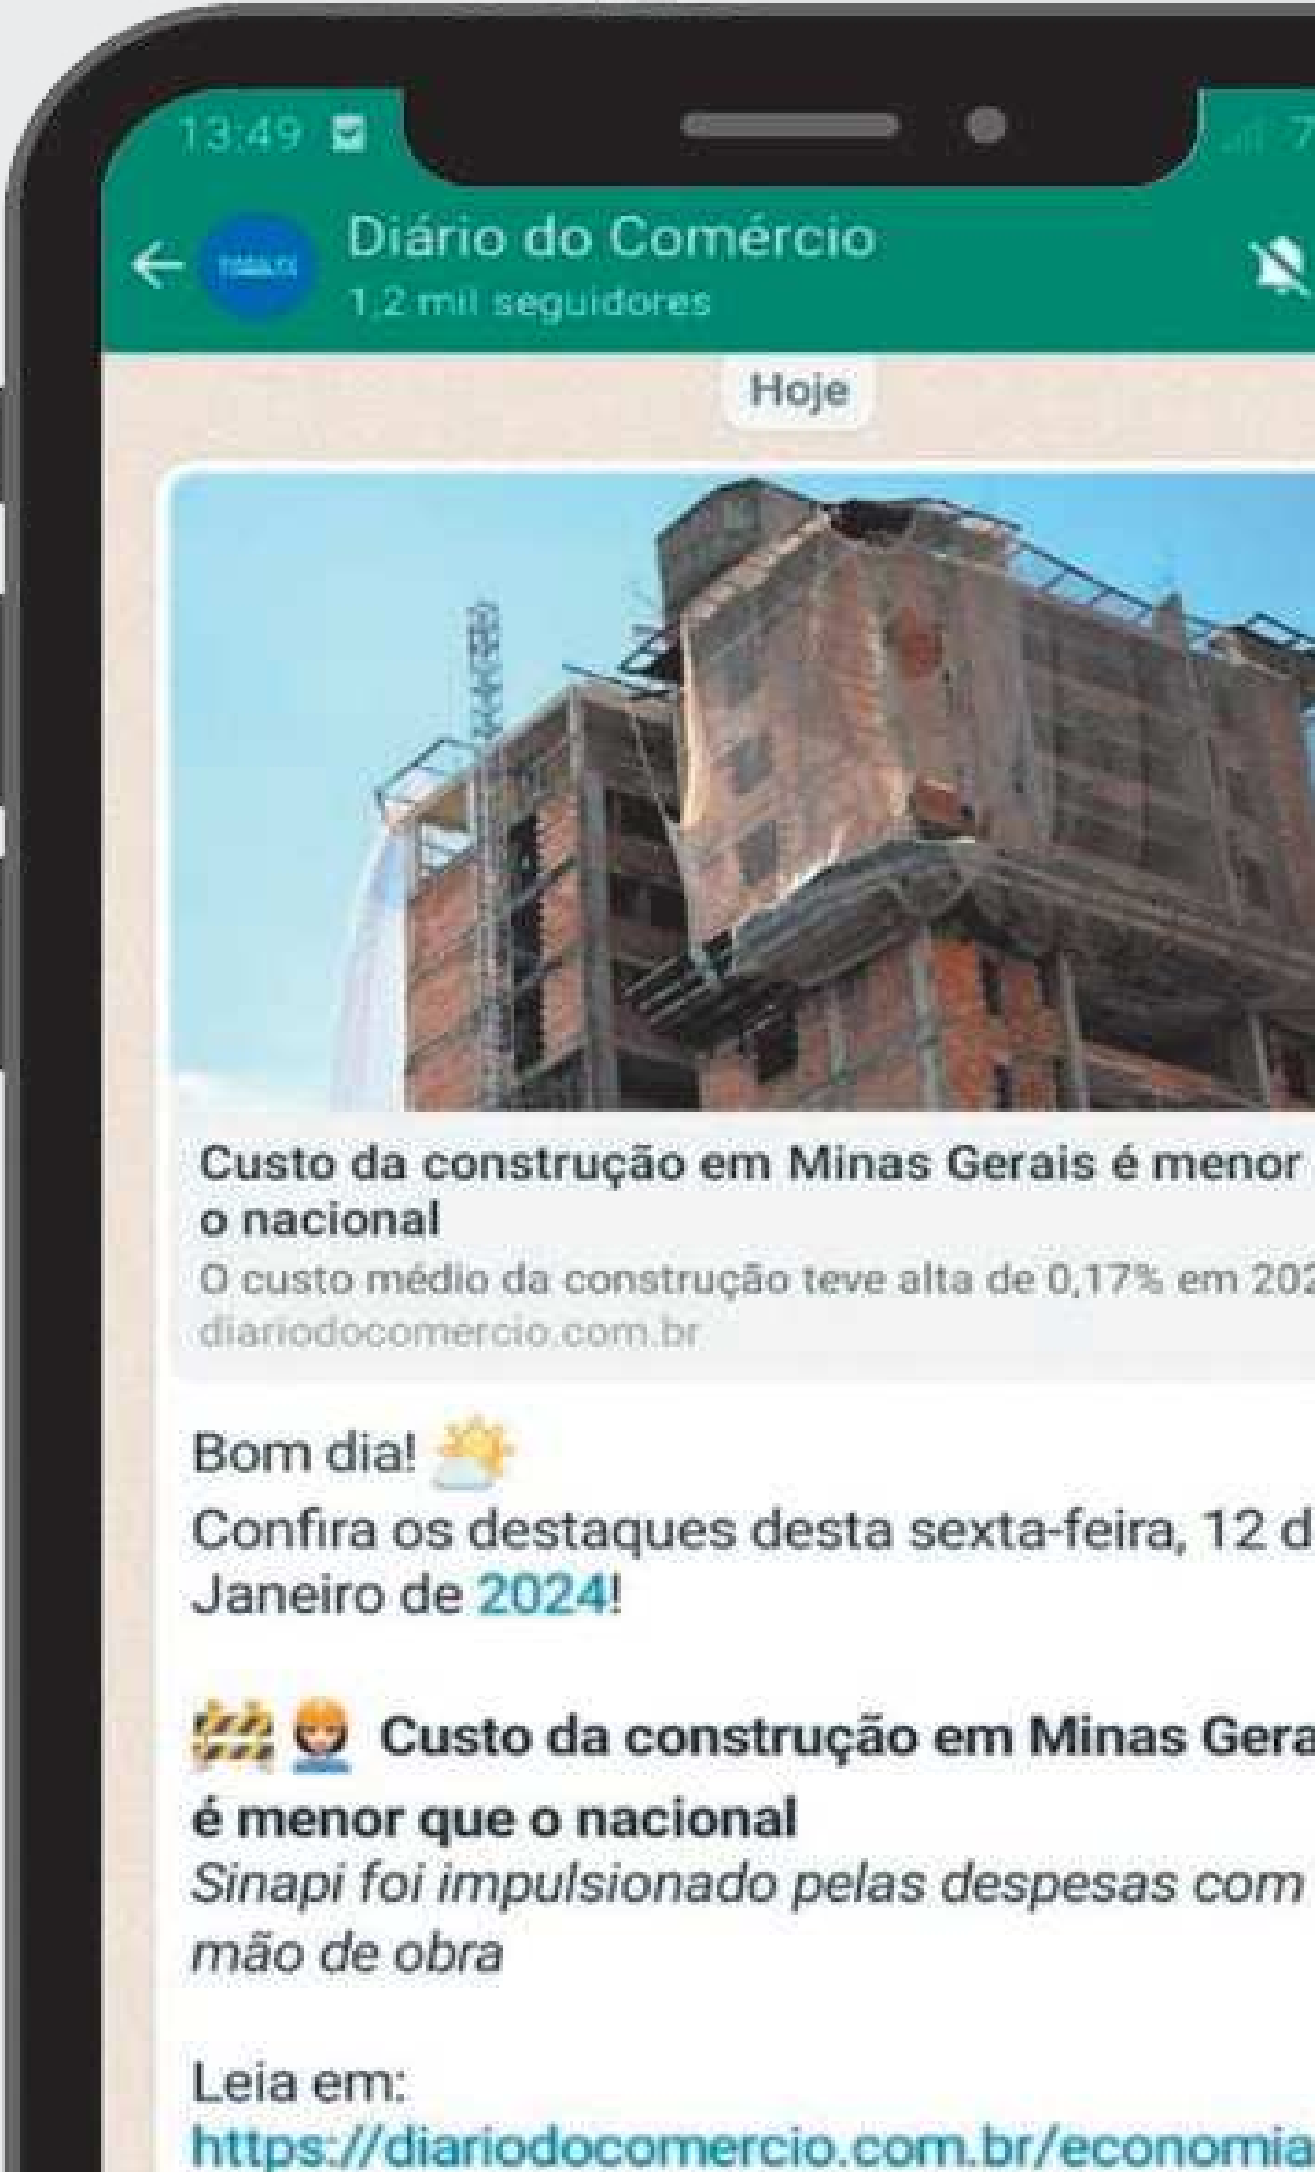 13:49
Diário do Comércio
1,2 mil seguidores
Hoje
Custo da construção em Minas Gerais é menor
o nacional
O custo médio da construção teve alta de 0,17% em 202
diariodocomercio.com.br
Bom dia!
Confira os destaques desta sexta-feira, 12 d
Janeiro de 2024!
Custo da construção em Minas Gera
é menor que o nacional
Sinapi foi impulsionado pelas despesas com
mão de obra
Leia em:
https://diariodocomercio.com.br/economia